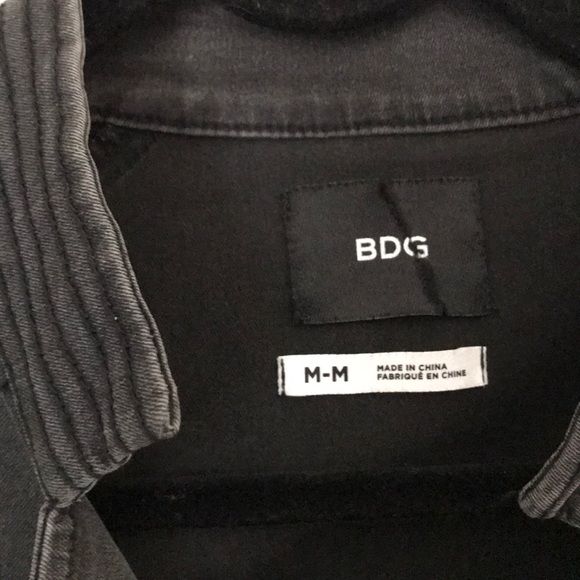 BDG
M-M
MADE IN CHINA
FABRIQUÉ EN CHINE